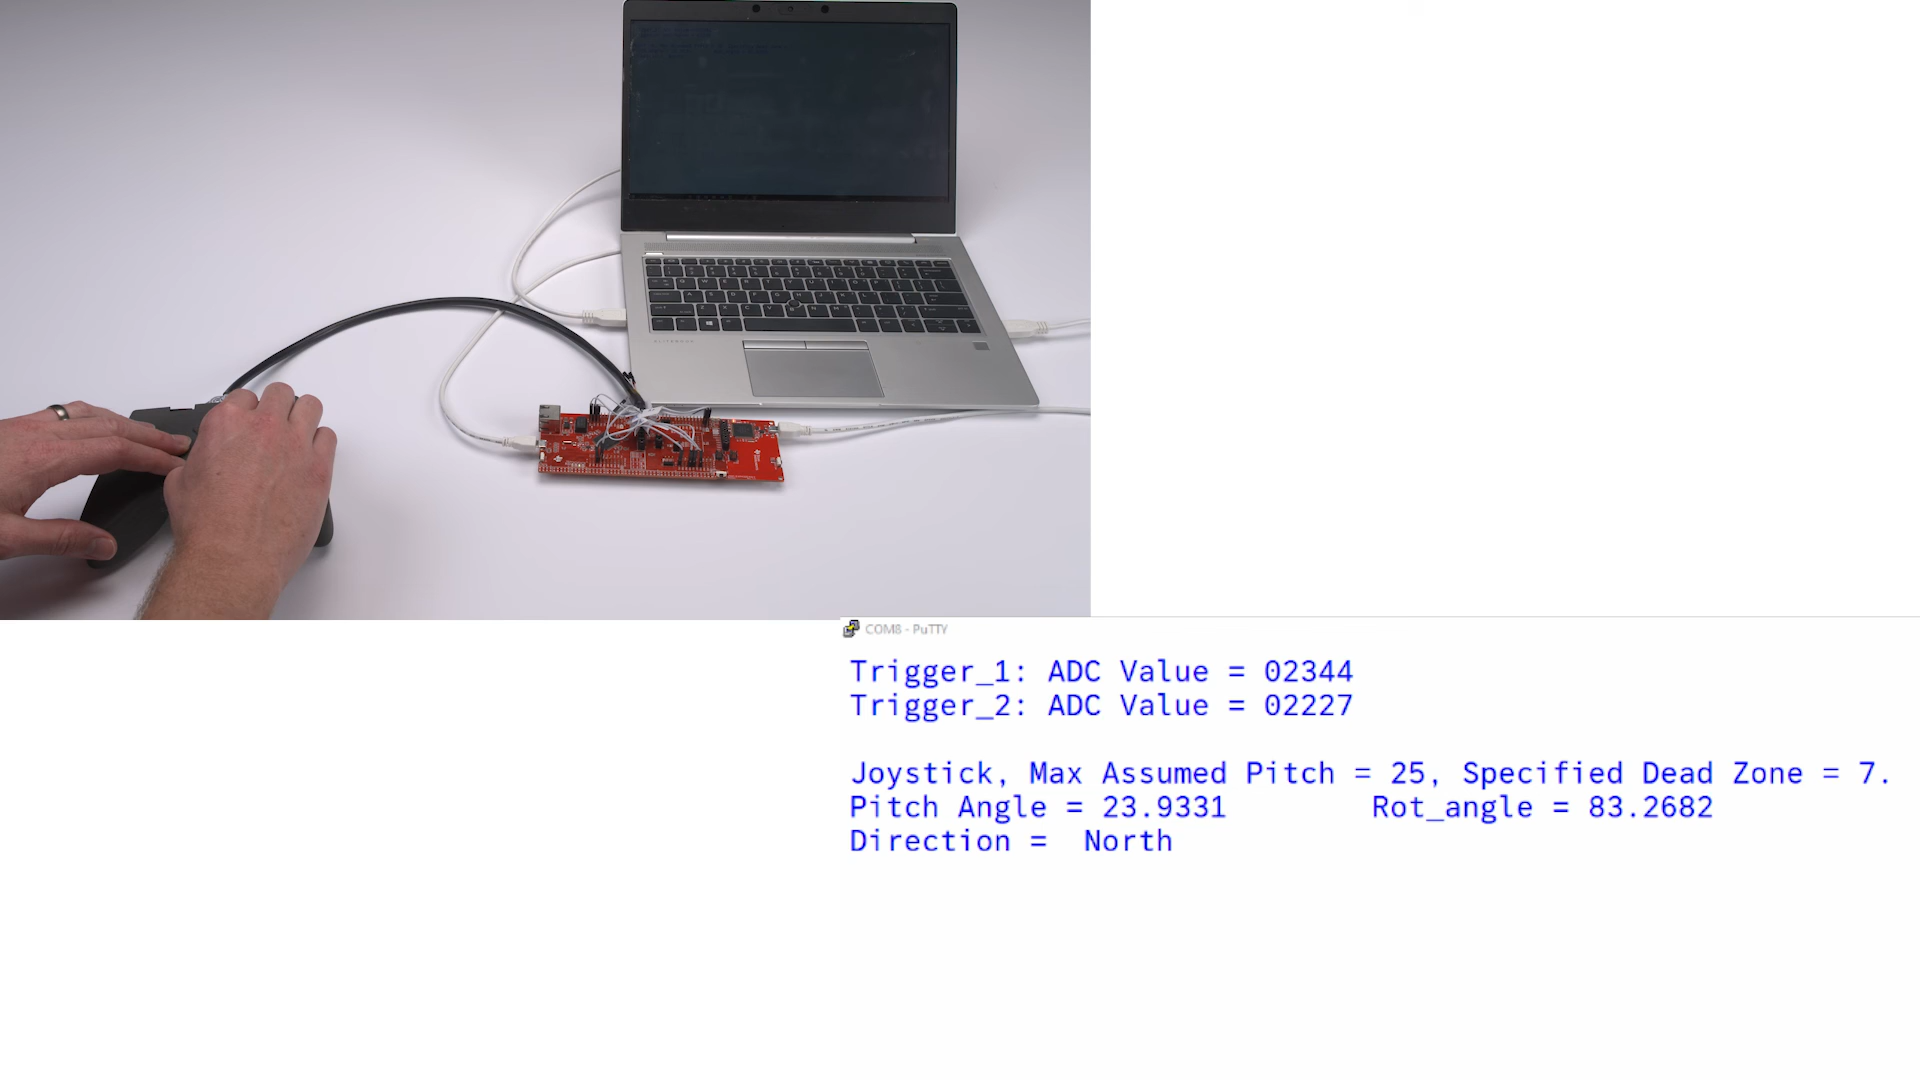 COM8 - PuTTY
Trigger_1: ADC Value = 02344
Trigger_2: ADC Value = 02227
Joystick, Max Assumed Pitch = 25, Specified Dead Zone = 7.
Pitch Angle = 23.9331 Rot_angle = 83.2682
Direction = North